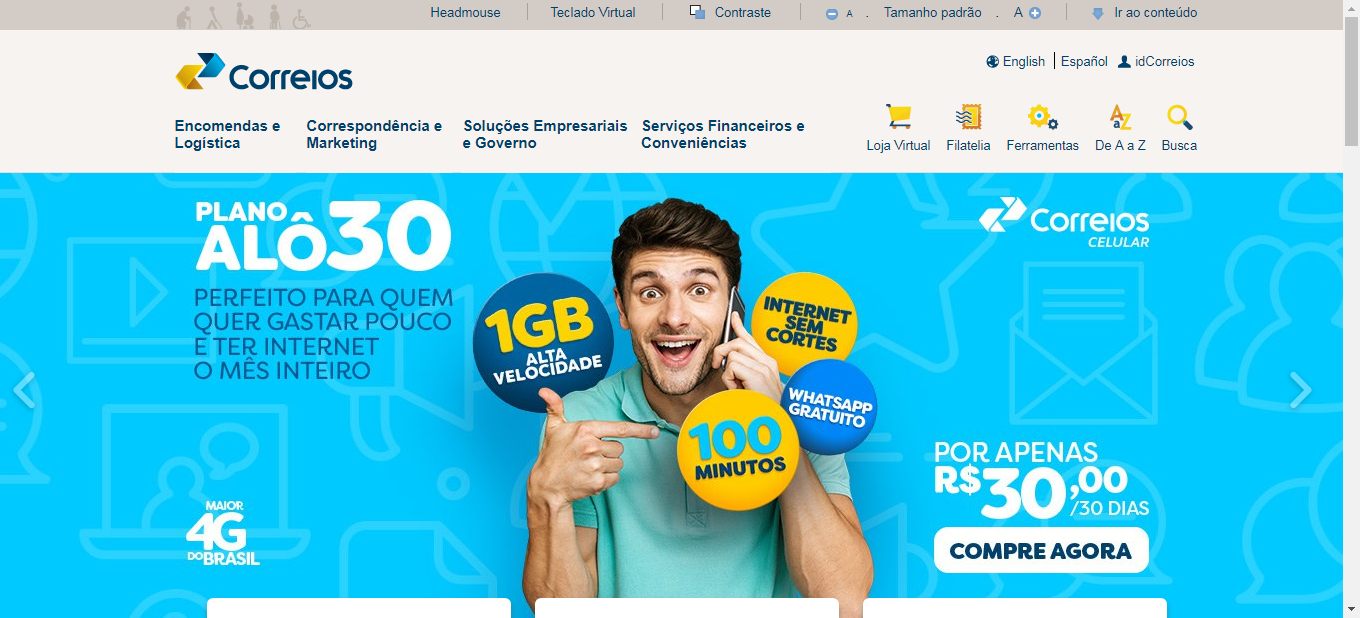 Headmouse
Teclado Virtual
Contraste
A . Tamanho padrão . A
Ir ao conteúdo
Correios
English
Español
idCorreios
Encomendas e
Logística
Correspondência e
Marketing
Soluções Empresariais
e Governo
Serviços Financeiros e
Conveniências
Loja Virtual
Filatelia
Ferramentas
A
aZ
De A a Z
Busca
PLANO
ALÔ30
PERFEITO PARA QUEM
QUER GASTAR POUCO
E TER INTERNET
O MÊS INTEIRO
1GB
ALTA
VELOCIDADE
INTERNET
SEM
CORTES
WHATSAPP
GRATUITO
100
MINUTOS
Correios
CELULAR
POR APENAS
R$30,00
/30 DIAS
COMPRE AGORA
MAIOR
4G
DO BRASIL